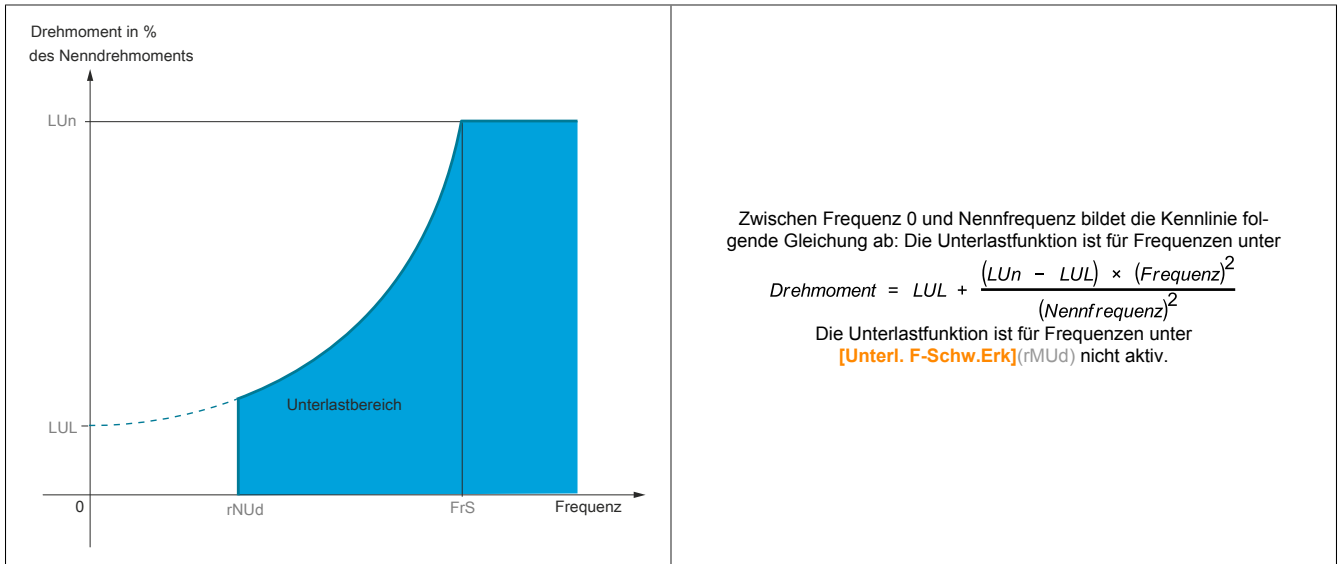 Drehmoment in %
des Nenndrehmoments
LUn
Unterlastbereich
LUL
0
rNUd
FrS
Frequenz
Zwischen Frequenz 0 und Nennfrequenz bildet die Kennlinie fol-
gende Gleichung ab: Die Unterlastfunktion ist für Frequenzen unter
Drehmoment = LUL + (LUn − LUL) × (Frequenz)²
(Nennfrequenz)²
Die Unterlastfunktion ist für Frequenzen unter
[Unterl. F-Schw.Erk](rMUd) nicht aktiv.